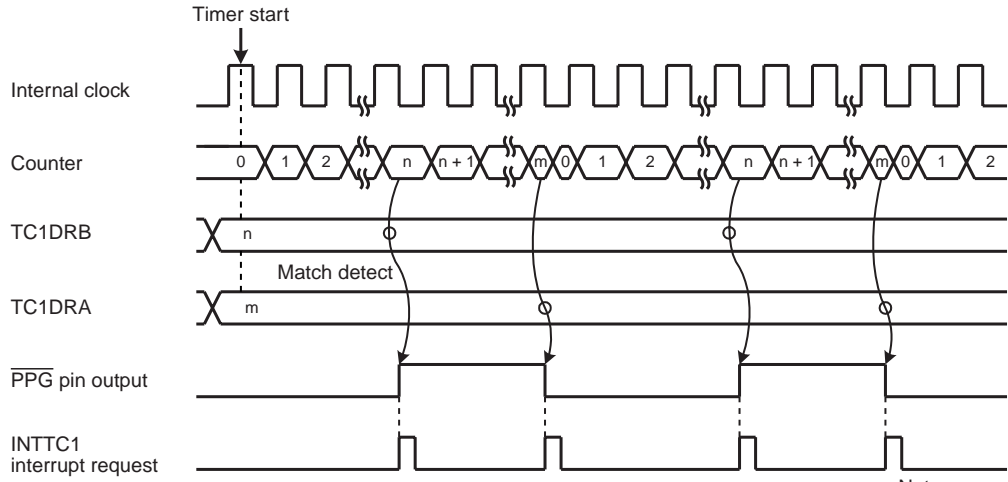 Timer start
Internal clock
Counter
0 1 2 n n + 1 m 0 1 2 n n + 1 m 0 1 2
TC1DRB
n
Match detect
TC1DRA
m
PPG pin output
INTTC1
interrupt request